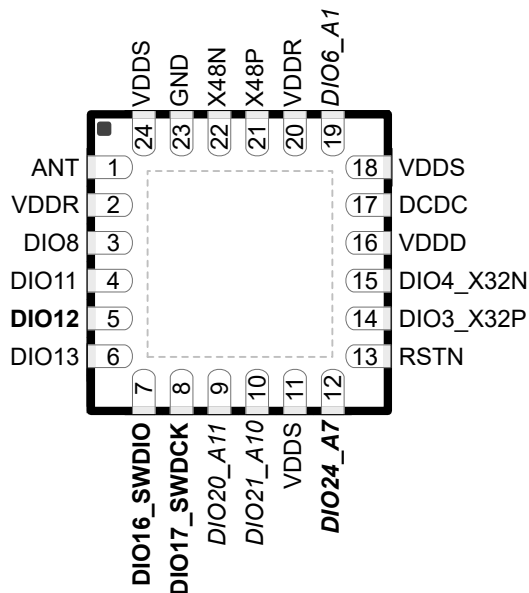 VDDS
GND
X48N
X48P
VDDR
DIO6_A1
24
23
22
21
20
19
ANT 1
VDDR 2
DIO8 3
DIO11 4
DIO12 5
DIO13 6
18 VDDS
17 DCDC
16 VDDD
15 DIO4_X32N
14 DIO3_X32P
13 RSTN
7
8
9
10
11
12
DIO16_SWDIO
DIO17_SWDCK
DIO20_A11
DIO21_A10
VDDS
DIO24_A7